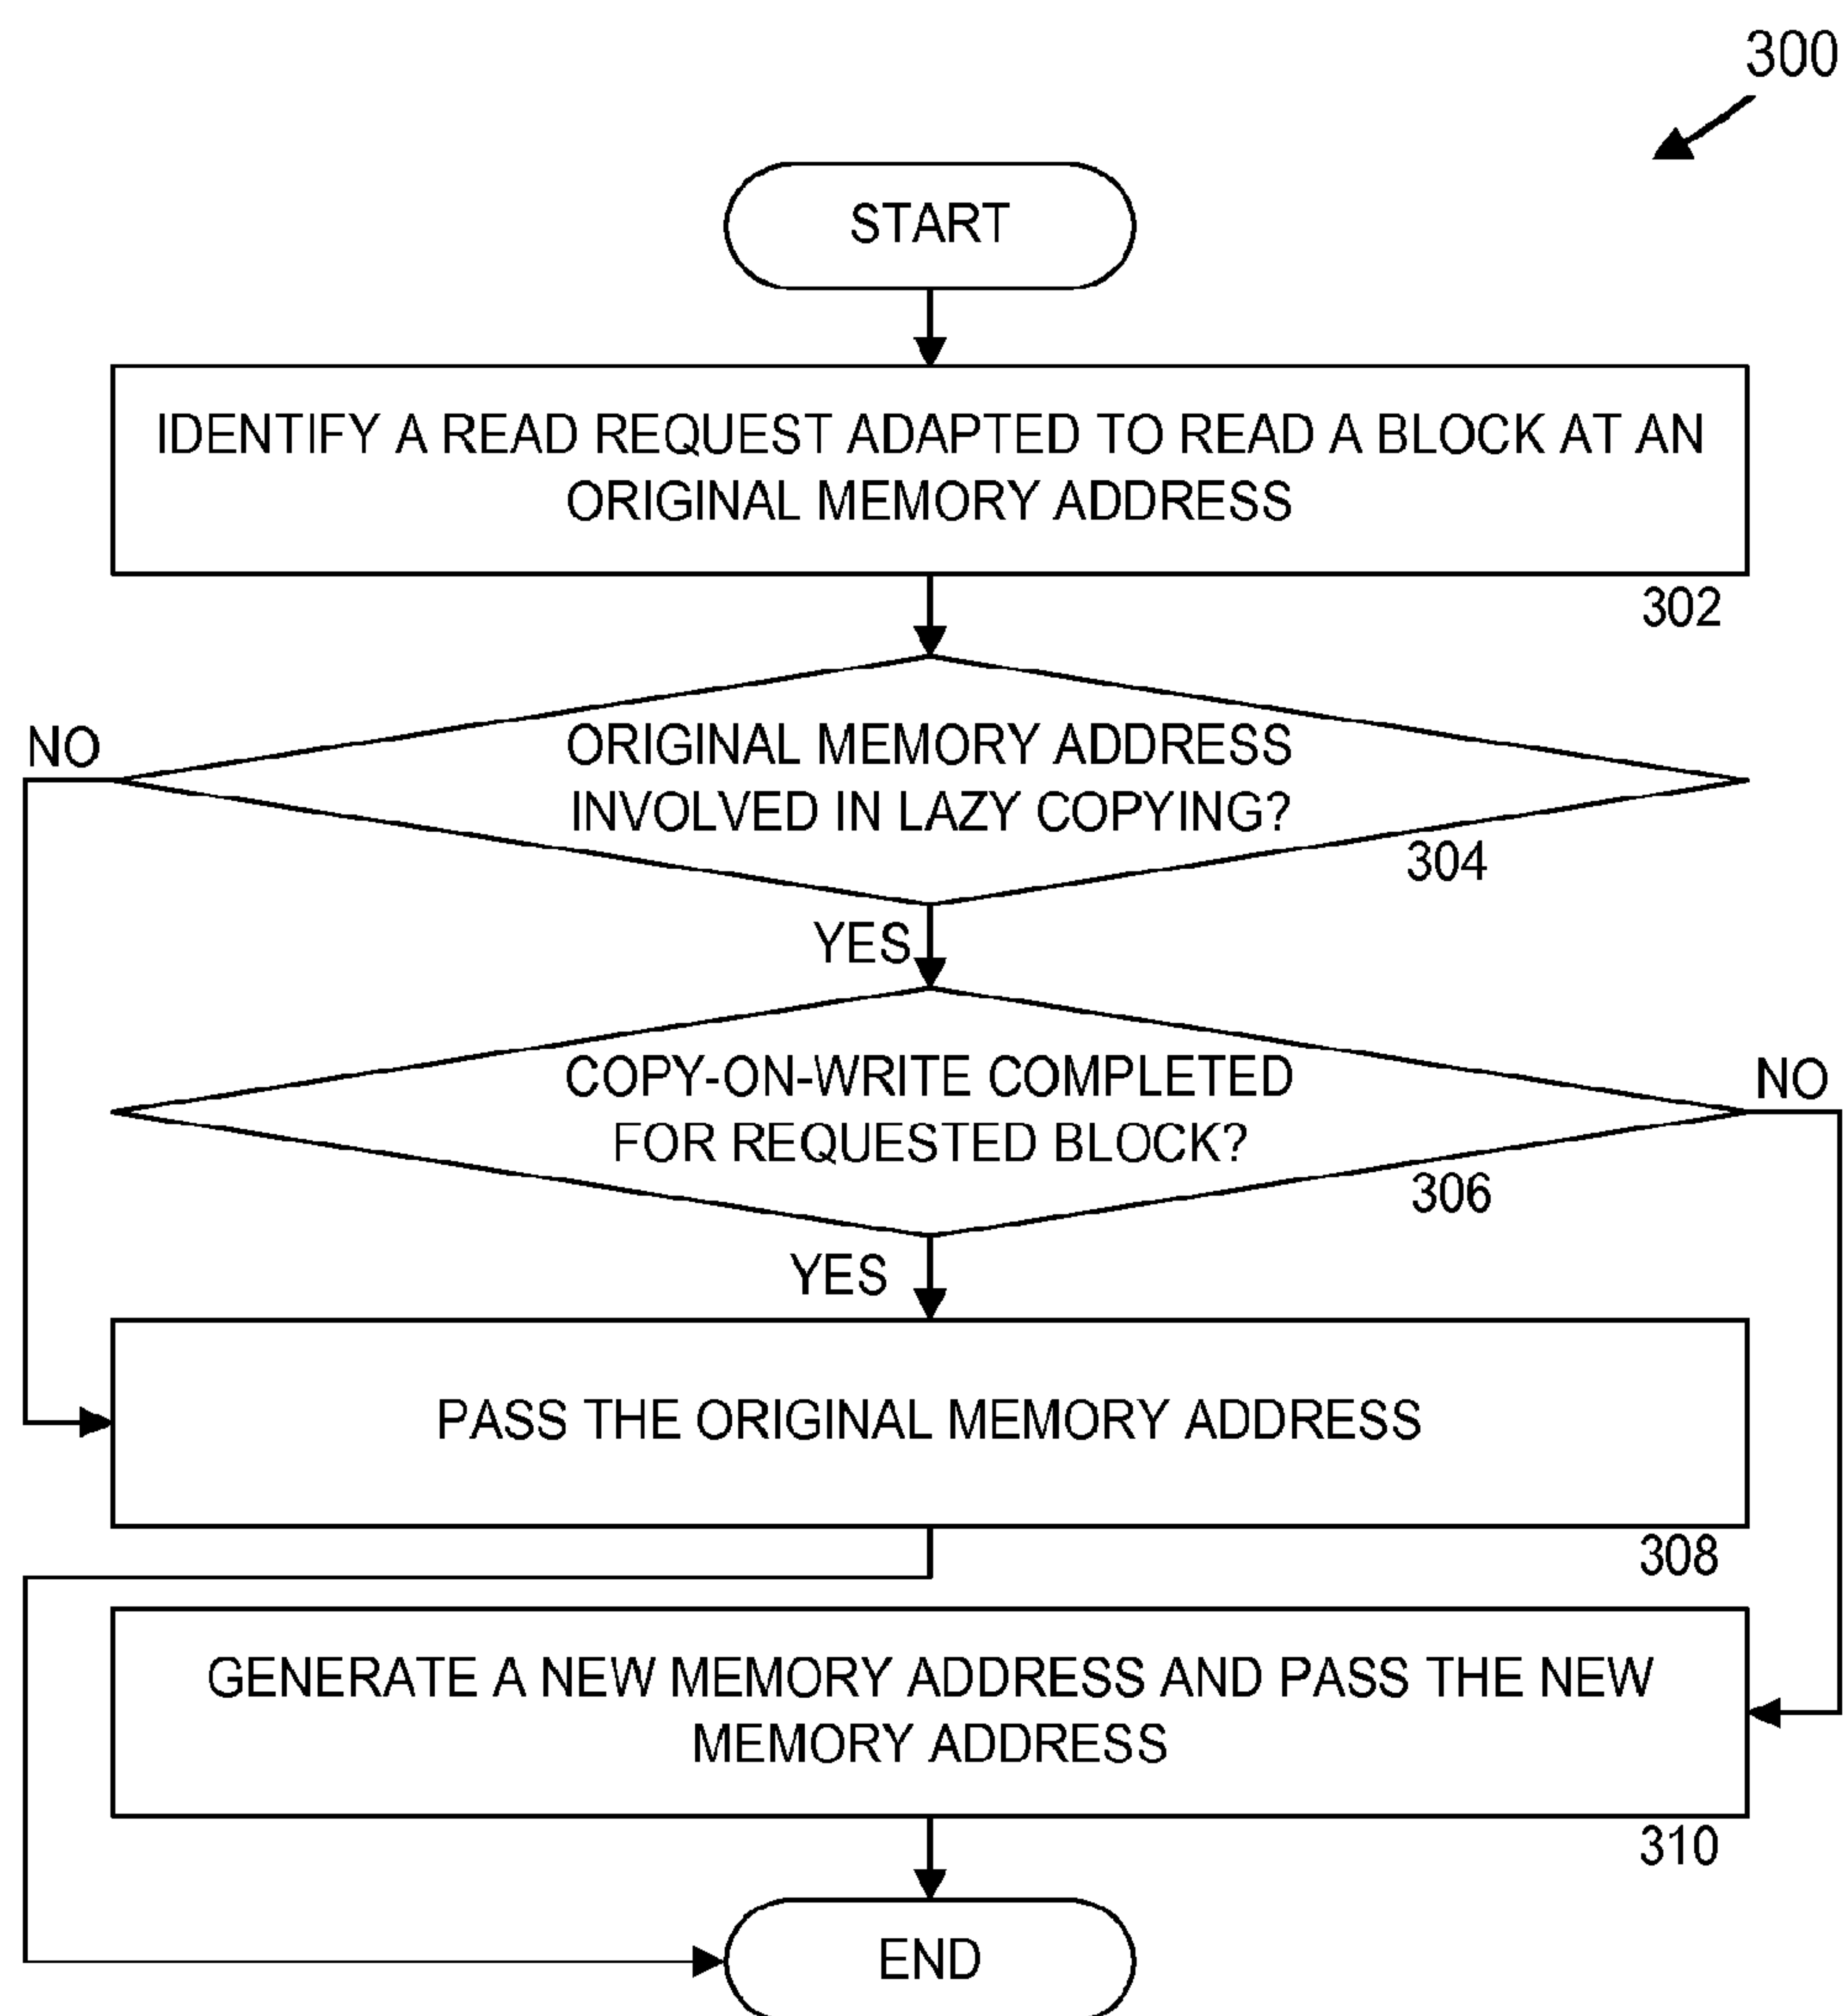 300
START
IDENTIFY A READ REQUEST ADAPTED TO READ A BLOCK AT AN
ORIGINAL MEMORY ADDRESS
302
NO
ORIGINAL MEMORY ADDRESS
INVOLVED IN LAZY COPYING?
304
YES
COPY-ON-WRITE COMPLETED
FOR REQUESTED BLOCK?
NO
306
YES
PASS THE ORIGINAL MEMORY ADDRESS
308
GENERATE A NEW MEMORY ADDRESS AND PASS THE NEW
MEMORY ADDRESS
310
END